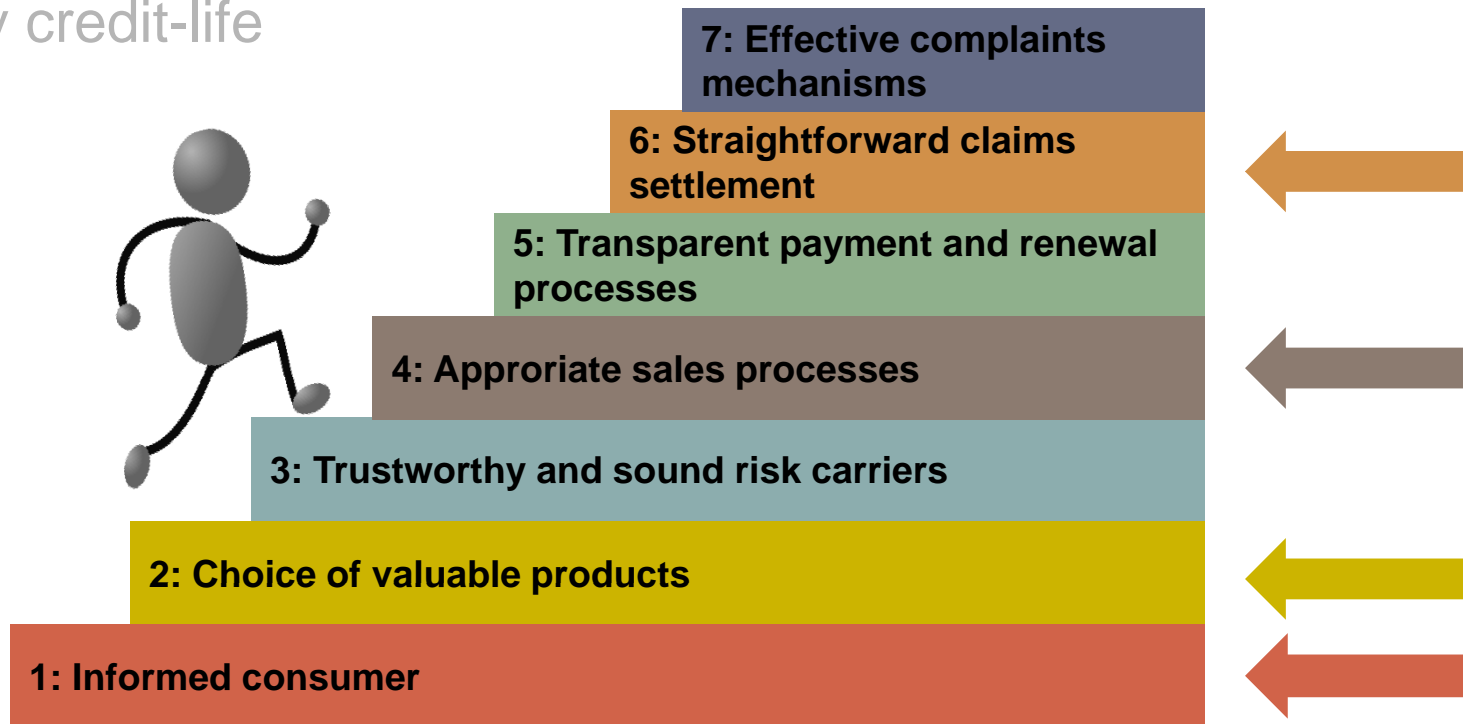 credit-life
7: Effective complaints
mechanisms
6: Straightforward claims
settlement
5: Transparent payment and renewal
processes
4: Approriate sales processes
3: Trustworthy and sound risk carriers
2: Choice of valuable products
1: Informed consumer